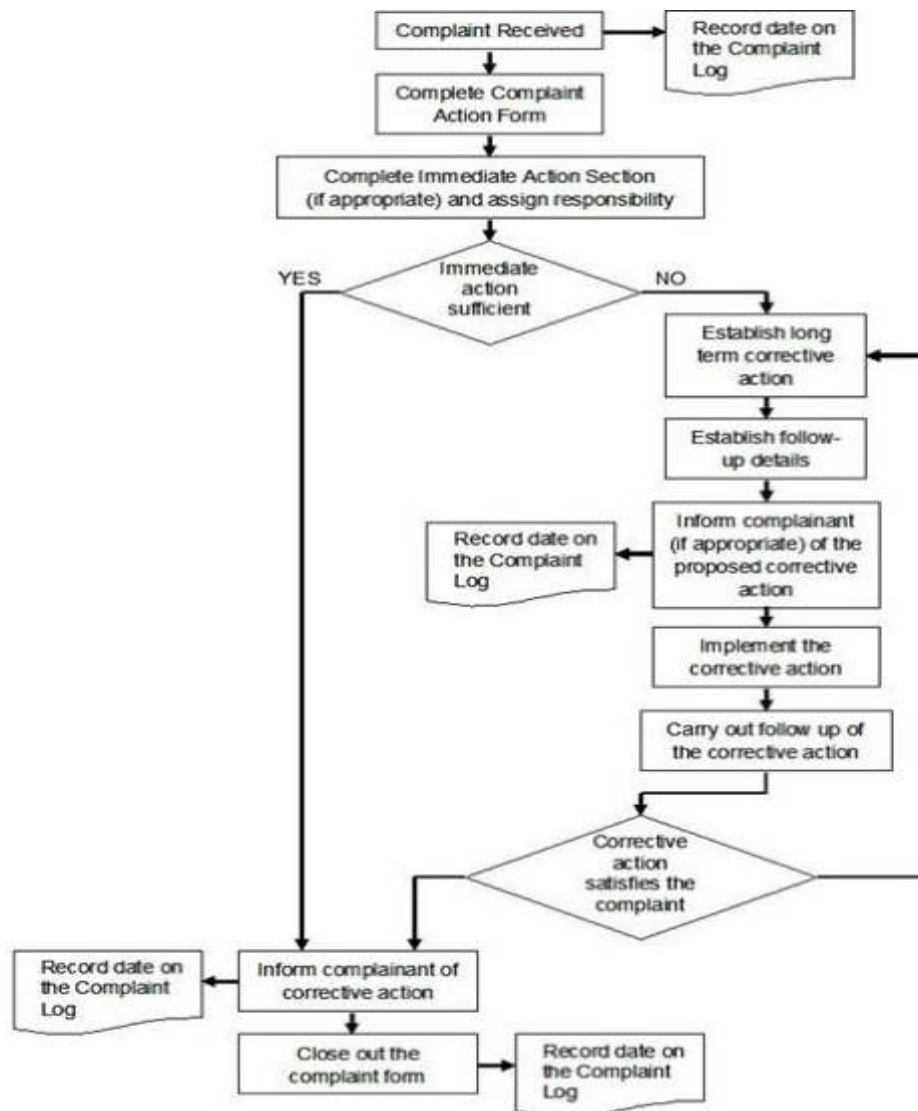 Complaint Received
Record date on
the Complaint
Log
Complete Complaint
Action Form
Complete Immediate Action Section
(if appropriate) and assign responsibility
YES
Immediate
action
sufficient
NO
Establish long
term corrective
action
Establish follow-
up details
Inform complainant
(if appropriate) of the
proposed corrective
action
Record date on
the Complaint
Log
Implement the
corrective action
Carry out follow up of
the corrective action
Corrective
action
satisfies the
complaint
Inform complainant of
corrective action
Record date on
the Complaint
Log
Close out the
complaint form
Record date on
the Complaint
Log